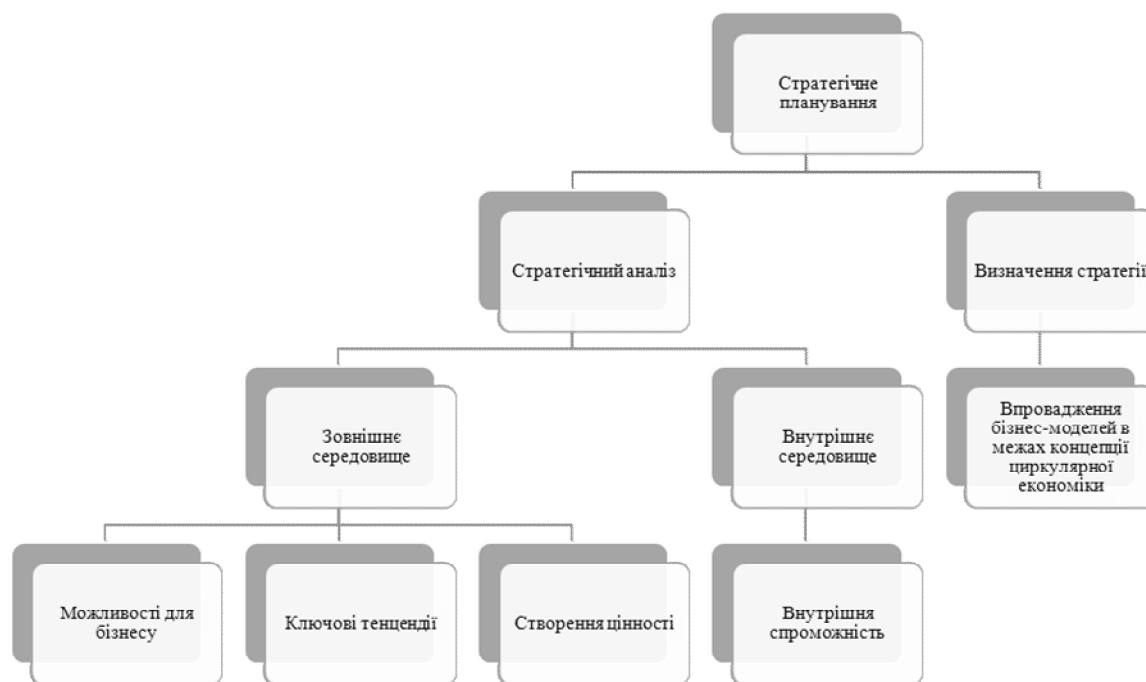 Стратегічне
планування
Стратегічний аналіз
Визначення стратегії
Зовнішнє
середовище
Внутрішнє
середовище
Впровадження
бізнес-моделей в
межах концепції
циркулярної
економіки
Можливості для
бізнесу
Ключові тенцендії
Створення цінності
Внутрішня
спроможність